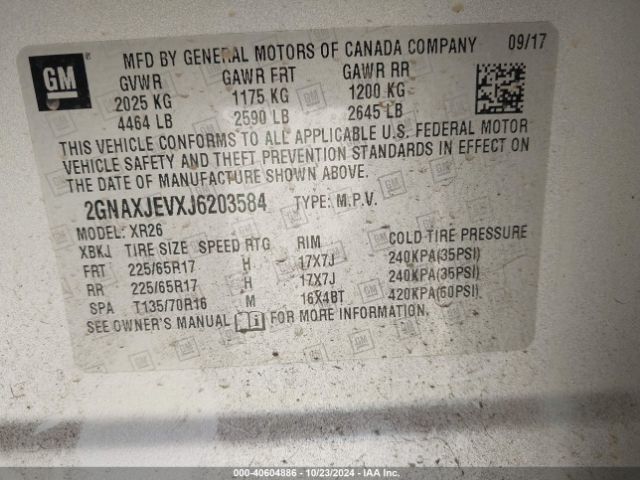 MFD BY GENERAL MOTORS OF CANADA COMPANY 09/17
GM
GVWR GAWR FRT GAWR RR
2025 KG 1175 KG 1200 KG
4464 LB 2590 LB 2645 LB
THIS VEHICLE CONFORMS TO ALL APPLICABLE U.S. FEDERAL MOTOR
VEHICLE SAFETY AND THEFT PREVENTION STANDARDS IN EFFECT ON
THE DATE OF MANUFACTURE SHOWN ABOVE.
2GNAXJEVXJ6203584 TYPE: M.P.V.
MODEL: XR26
XBKJ TIRE SIZE SPEED RTG RIM COLD TIRE PRESSURE
FRT 225/65R17 H 17X7J 240KPA(35PSI)
RR 225/65R17 H 17X7J 240KPA(35PSI)
SPA T135/70R16 M 16X4BT 420KPA(60PSI)
SEE OWNER'S MANUAL FOR MORE INFORMATION.
000-40604886 - 10/23/2024 - IAA Inc.